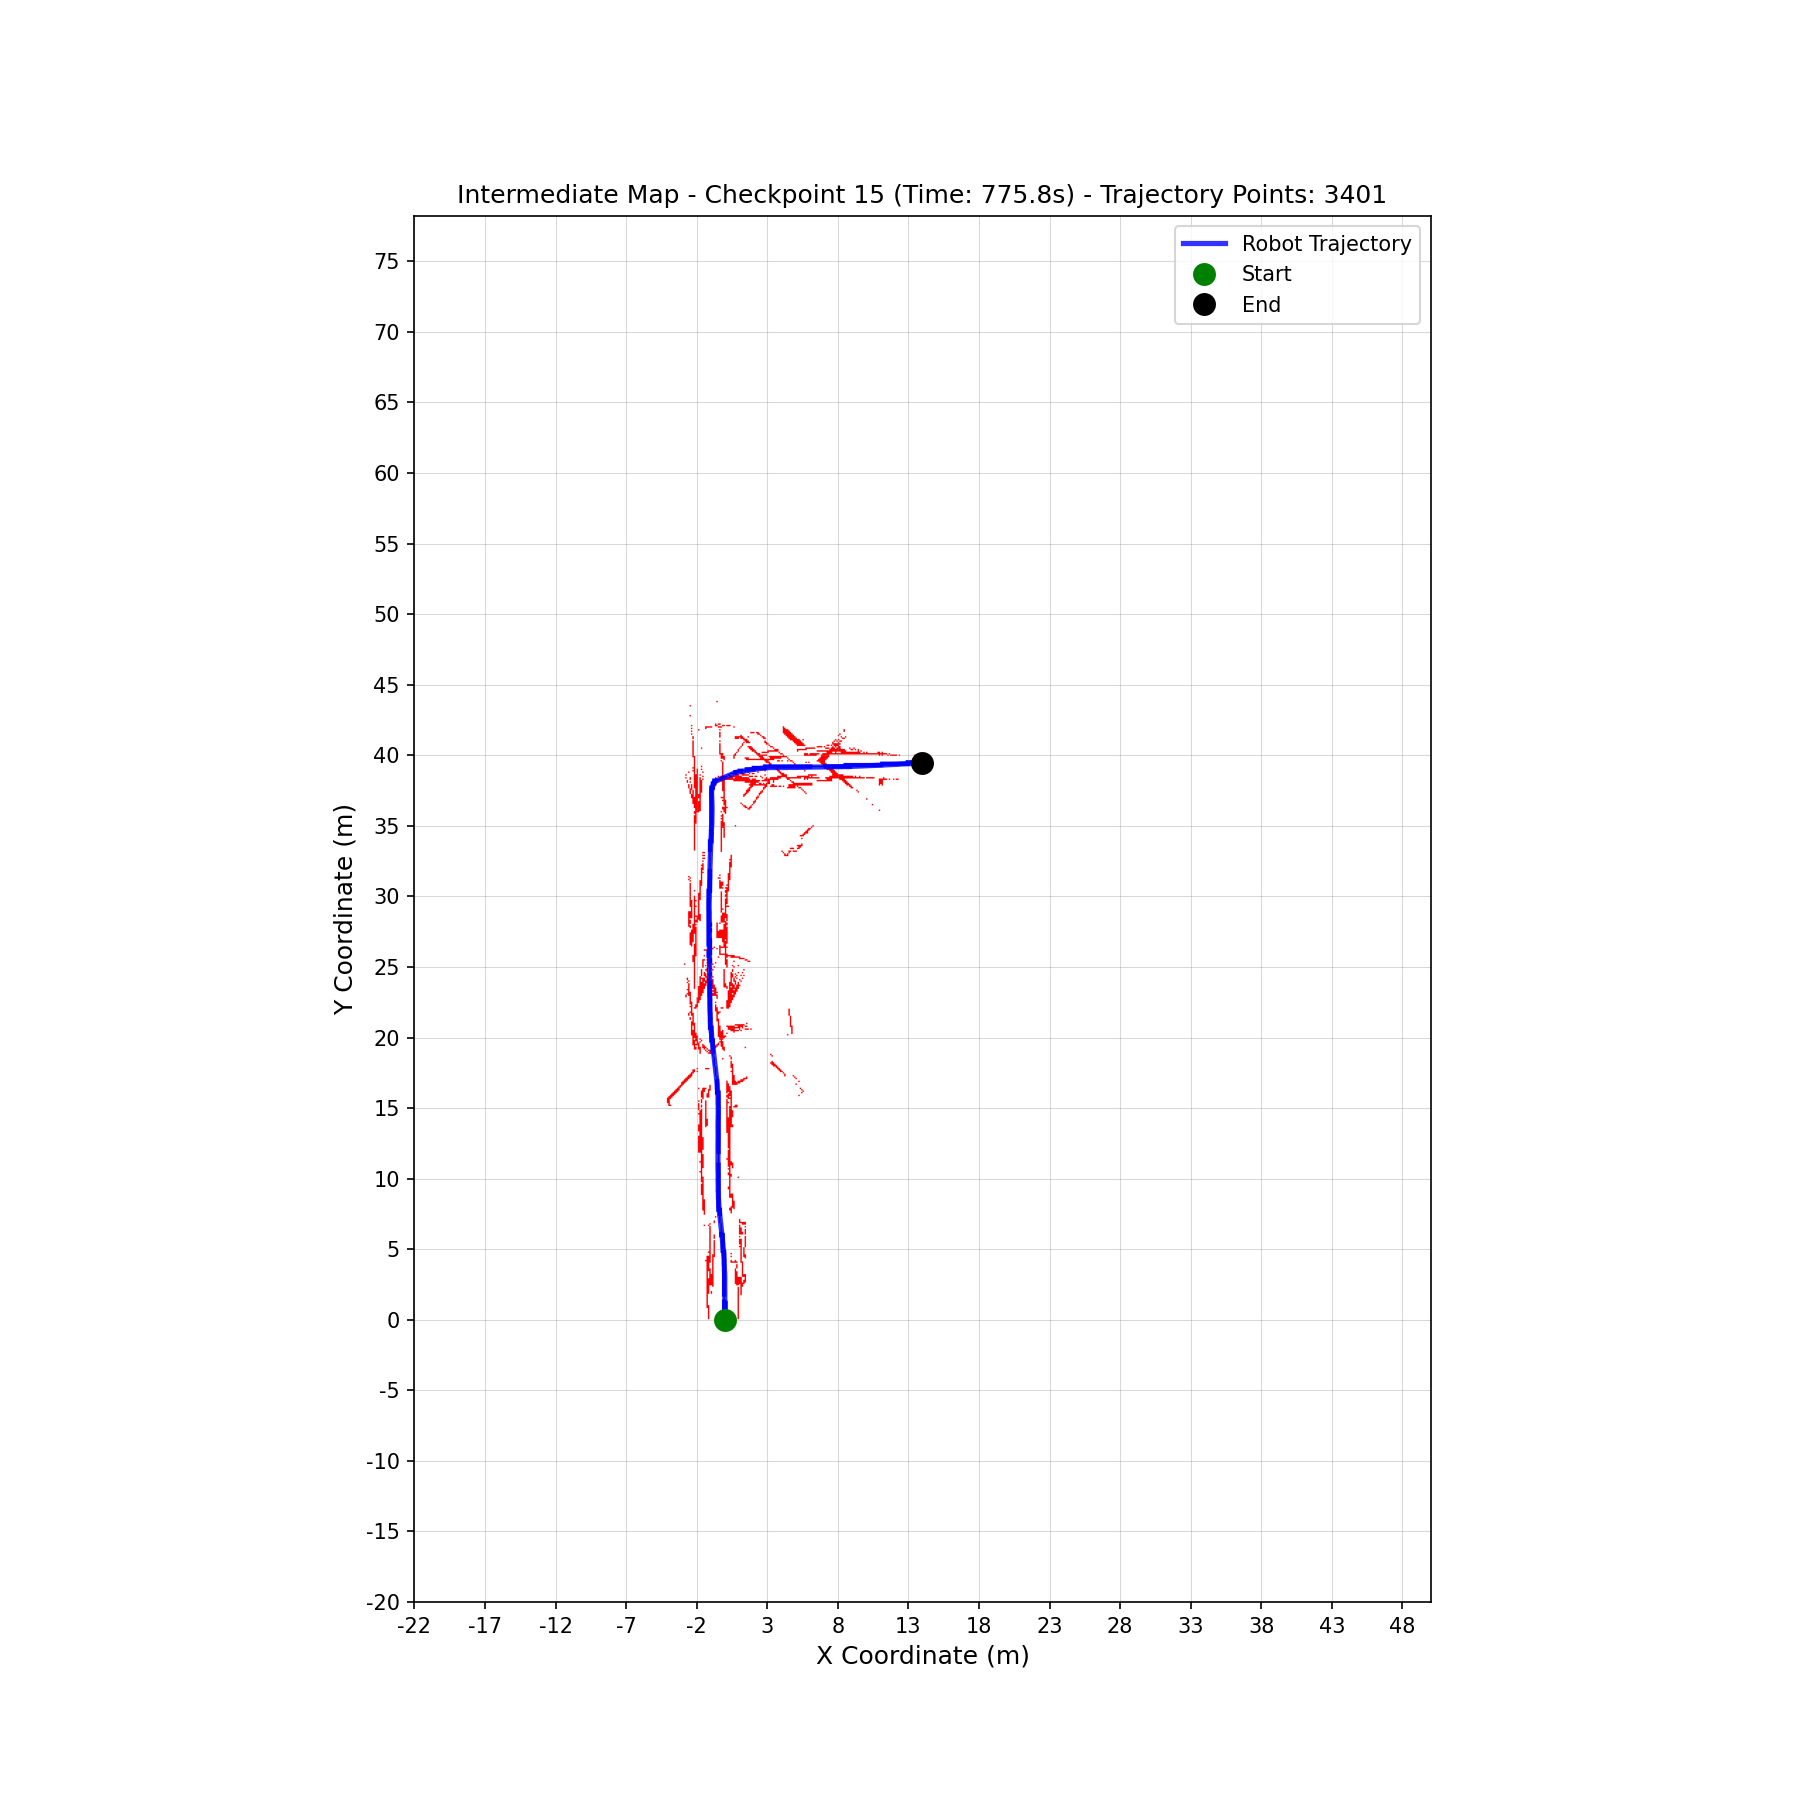 Intermediate Map - Checkpoint 15 (Time: 775.8s) - Trajectory Points: 3401
Robot Trajectory
Start
End
Y Coordinate (m)
75
70
65
60
55
50
45
40
35
30
25
20
15
10
5
0
-5
-10
-15
-20
-22 -17 -12 -7 -2 3 8 13 18 23 28 33 38 43 48
X Coordinate (m)